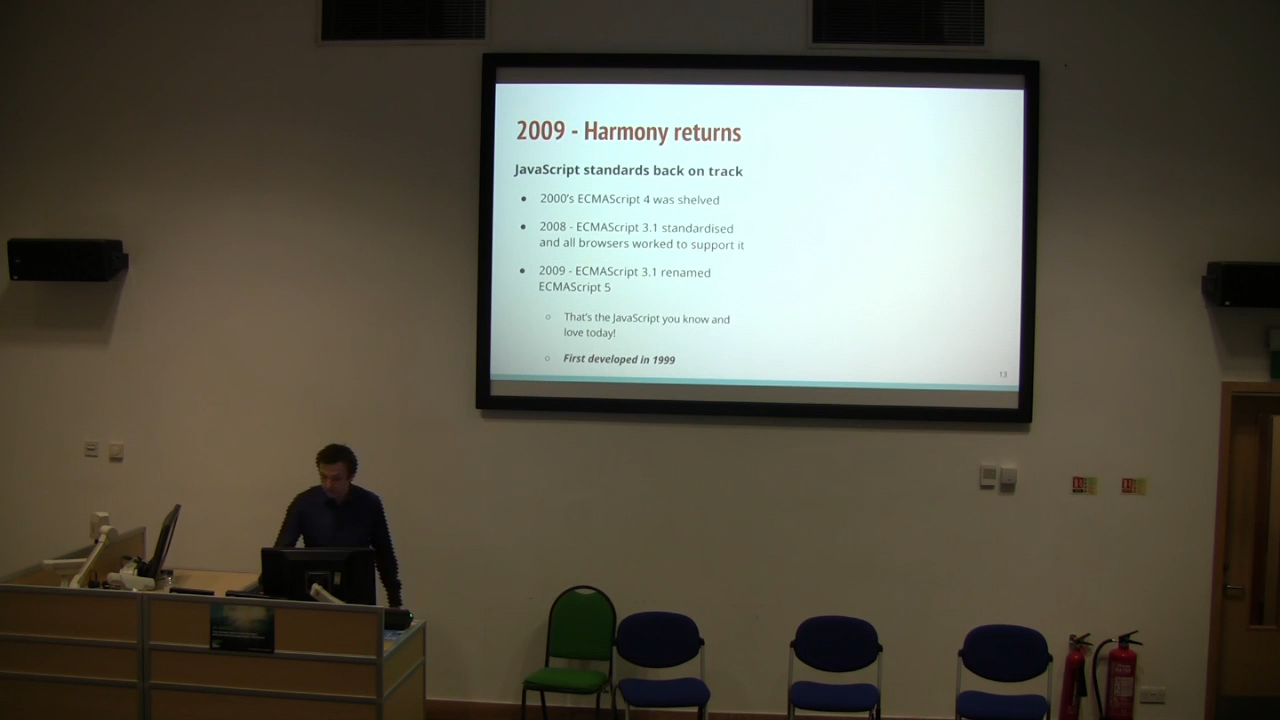 2009 - Harmony returns
JavaScript standards back on track
• 2000's ECMAScript 4 was shelved
• 2008 - ECMAScript 3.1 standardised
and all browsers worked to support it
• 2009 - ECMAScript 3.1 renamed
ECMAScript 5
○ That's the JavaScript you know and
love today!
○ First developed in 1999
13